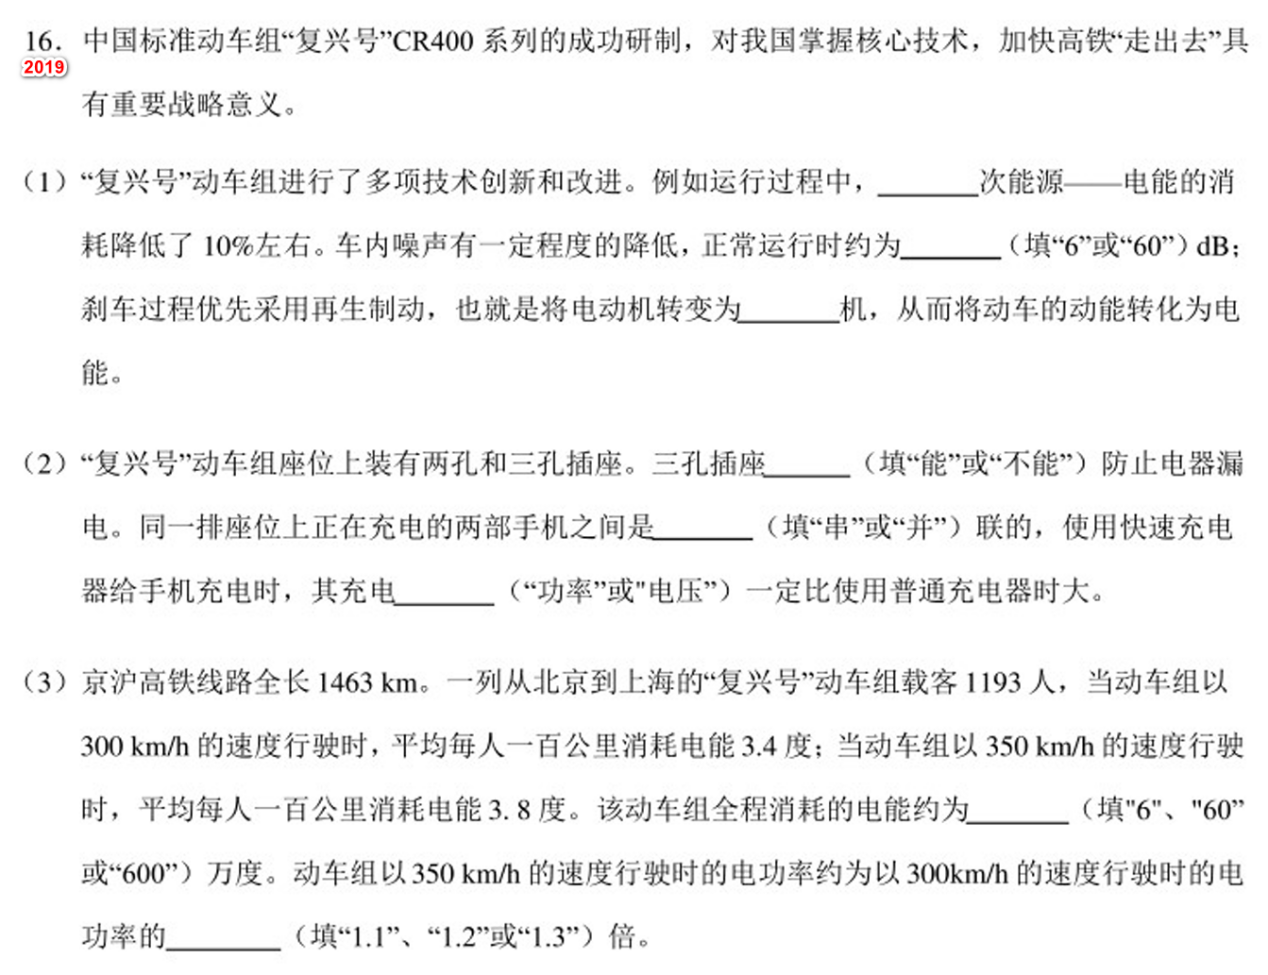 16．中国标准动车组“复兴号”CR400 系列的成功研制，对我国掌握核心技术，加快高铁“走出去”具
2019
有重要战略意义。
（1）“复兴号”动车组进行了多项技术创新和改进。例如运行过程中，_______次能源——电能的消
耗降低了 10%左右。车内噪声有一定程度的降低，正常运行时约为_______（填“6”或“60”）dB；
刹车过程优先采用再生制动，也就是将电动机转变为_______机，从而将动车的动能转化为电
能。
（2）“复兴号”动车组座位上装有两孔和三孔插座。三孔插座______（填“能”或“不能”）防止电器漏
电。同一排座位上正在充电的两部手机之间是_______（填“串”或“并”）联的，使用快速充电
器给手机充电时，其充电_______（“功率”或"电压”）一定比使用普通充电器时大。
（3）京沪高铁线路全长 1463 km。一列从北京到上海的“复兴号”动车组载客 1193 人，当动车组以
300 km/h 的速度行驶时，平均每人一百公里消耗电能 3.4 度；当动车组以 350 km/h 的速度行驶
时，平均每人一百公里消耗电能 3. 8 度。该动车组全程消耗的电能约为_______（填"6"、"60”
或“600”）万度。动车组以 350 km/h 的速度行驶时的电功率约为以 300km/h 的速度行驶时的电
功率的________（填“1.1”、“1.2”或“1.3”）倍。